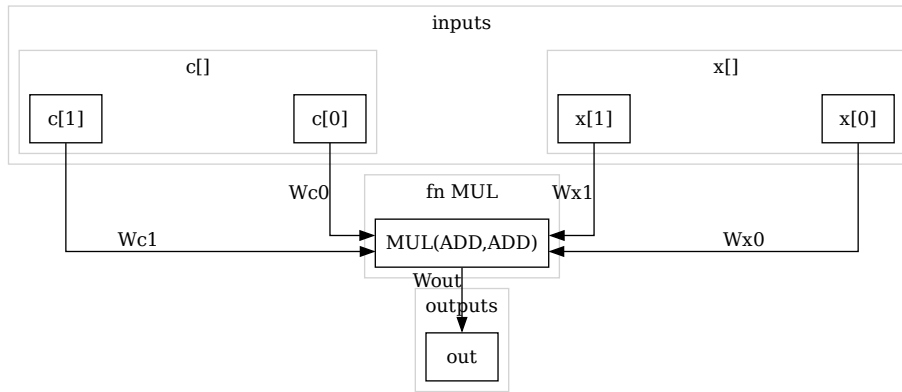 inputs
c[]
x[]
c[1]
c[0]
x[1]
x[0]
Wc0
fn MUL
Wx1
MUL(ADD,ADD)
Wc1
Wx0
Wout
outputs
out